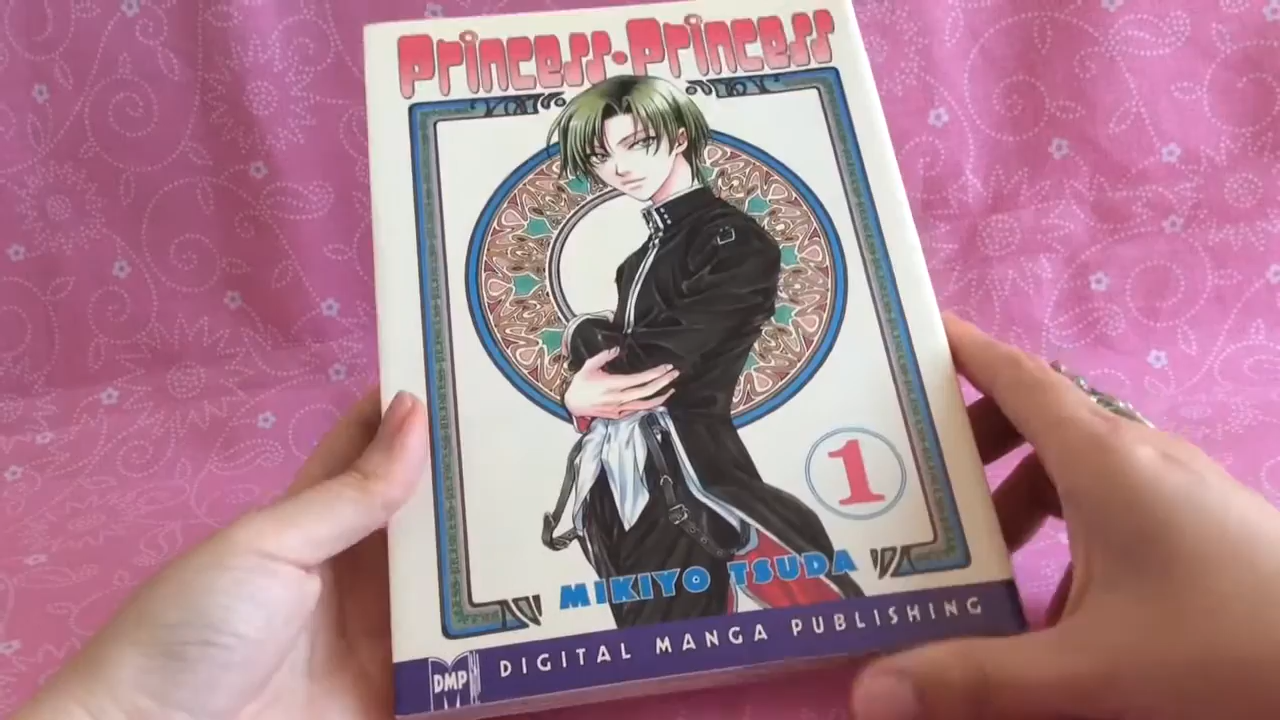 Princess•Princess
1
MIKIYO TSUDA
DMP
DIGITAL MANGA PUBLISHING